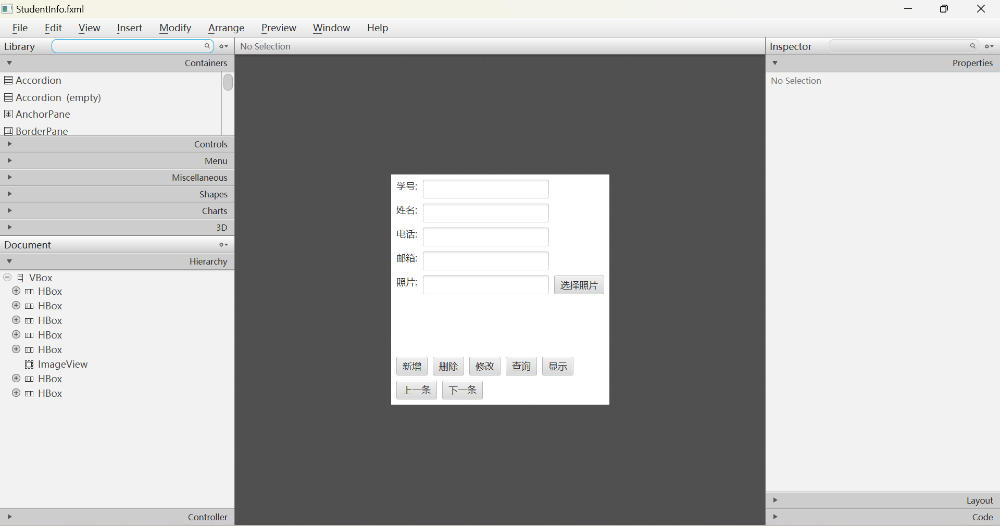 StudentInfo.fxml
File Edit View Insert Modify Arrange Preview Window Help
Library
No Selection
Inspector
Containers
Accordion
Accordion (empty)
AnchorPane
BorderPane
Controls
Menu
Miscellaneous
Shapes
Charts
3D
Document
Hierarchy
VBox
HBox
HBox
HBox
HBox
HBox
ImageView
HBox
HBox
Controller
学号:
姓名:
电话:
邮箱:
照片: 选择照片
新增 删除 修改 查询 显示
上一条 下一条
Properties
No Selection
Layout
Code